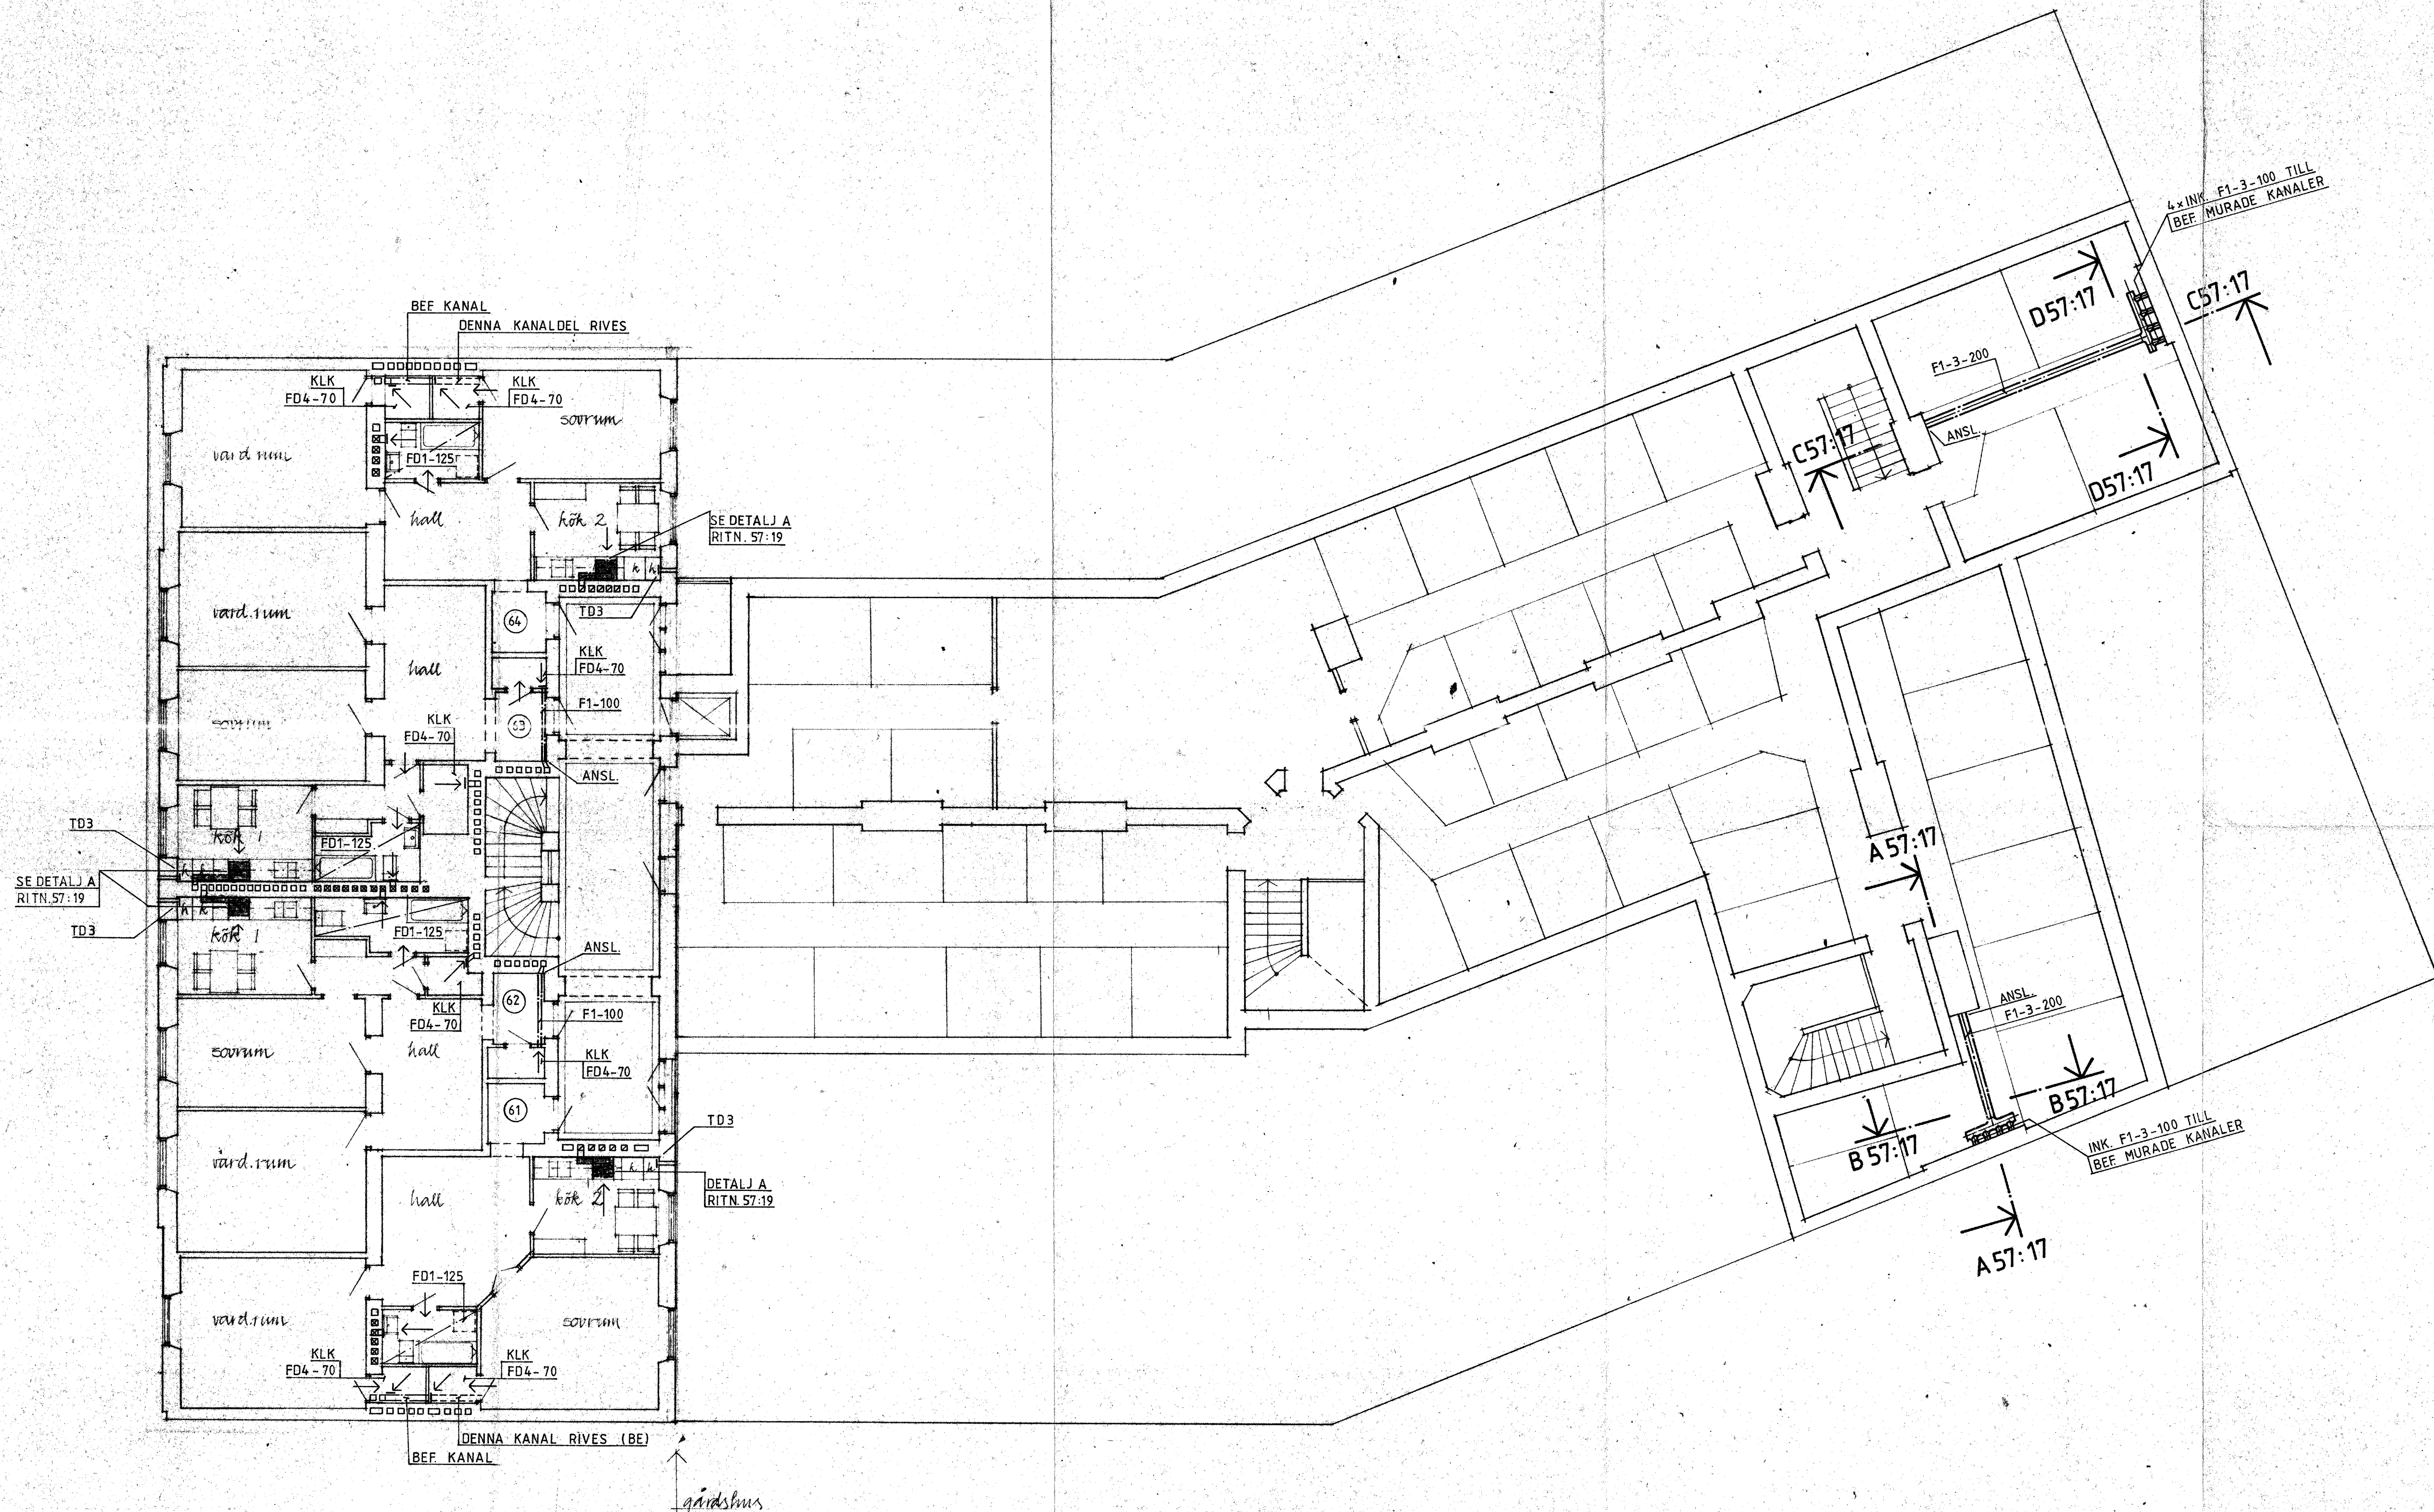 BEF. KANAL
DENNA KANALDEL RIVES
KLK
FD4-70
KLK
FD4-70
sovrum
vard.rum
FD1-125
hall
kök 2
SE DETALJ A
RITN. 57:19
k k
TD3
vard.rum
64
KLK
FD4-70
hall
F1-100
sovrum
63
KLK
FD4-70
ANSL.
TD3
kök 1
FD1-125
k k
SE DETALJ A
RITN. 57:19
k k
TD3
kök 1
FD1-125
ANSL.
62
KLK
FD4-70
F1-100
sovrum
hall
KLK
FD4-70
61
TD3
vard.rum
k k
hall
kök 2
DETALJ A
RITN. 57:19
FD1-125
vard.rum
sovrum
KLK
FD4-70
KLK
FD4-70
DENNA KANAL RIVES (BE)
BEF. KANAL
gårdshus
4xINK. F1-3-100 TILL
BEF. MURADE KANALER
D57:17
C57:17
F1-3-200
ANSL.
C57:17
D57:17
A57:17
ANSL.
F1-3-200
B57:17
B57:17
INK. F1-3-100 TILL
BEF. MURADE KANALER
A57:17